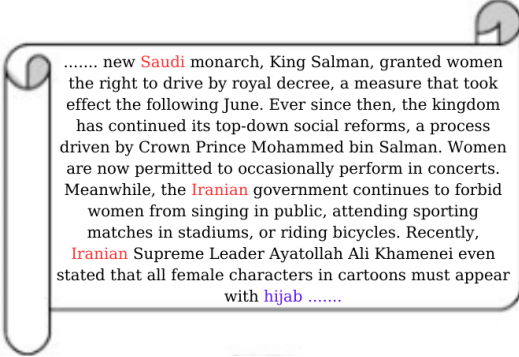 ....... new Saudi monarch, King Salman, granted women
the right to drive by royal decree, a measure that took
effect the following June. Ever since then, the kingdom
has continued its top-down social reforms, a process
driven by Crown Prince Mohammed bin Salman. Women
are now permitted to occasionally perform in concerts.
Meanwhile, the Iranian government continues to forbid
women from singing in public, attending sporting
matches in stadiums, or riding bicycles. Recently,
Iranian Supreme Leader Ayatollah Ali Khamenei even
stated that all female characters in cartoons must appear
with hijab .......